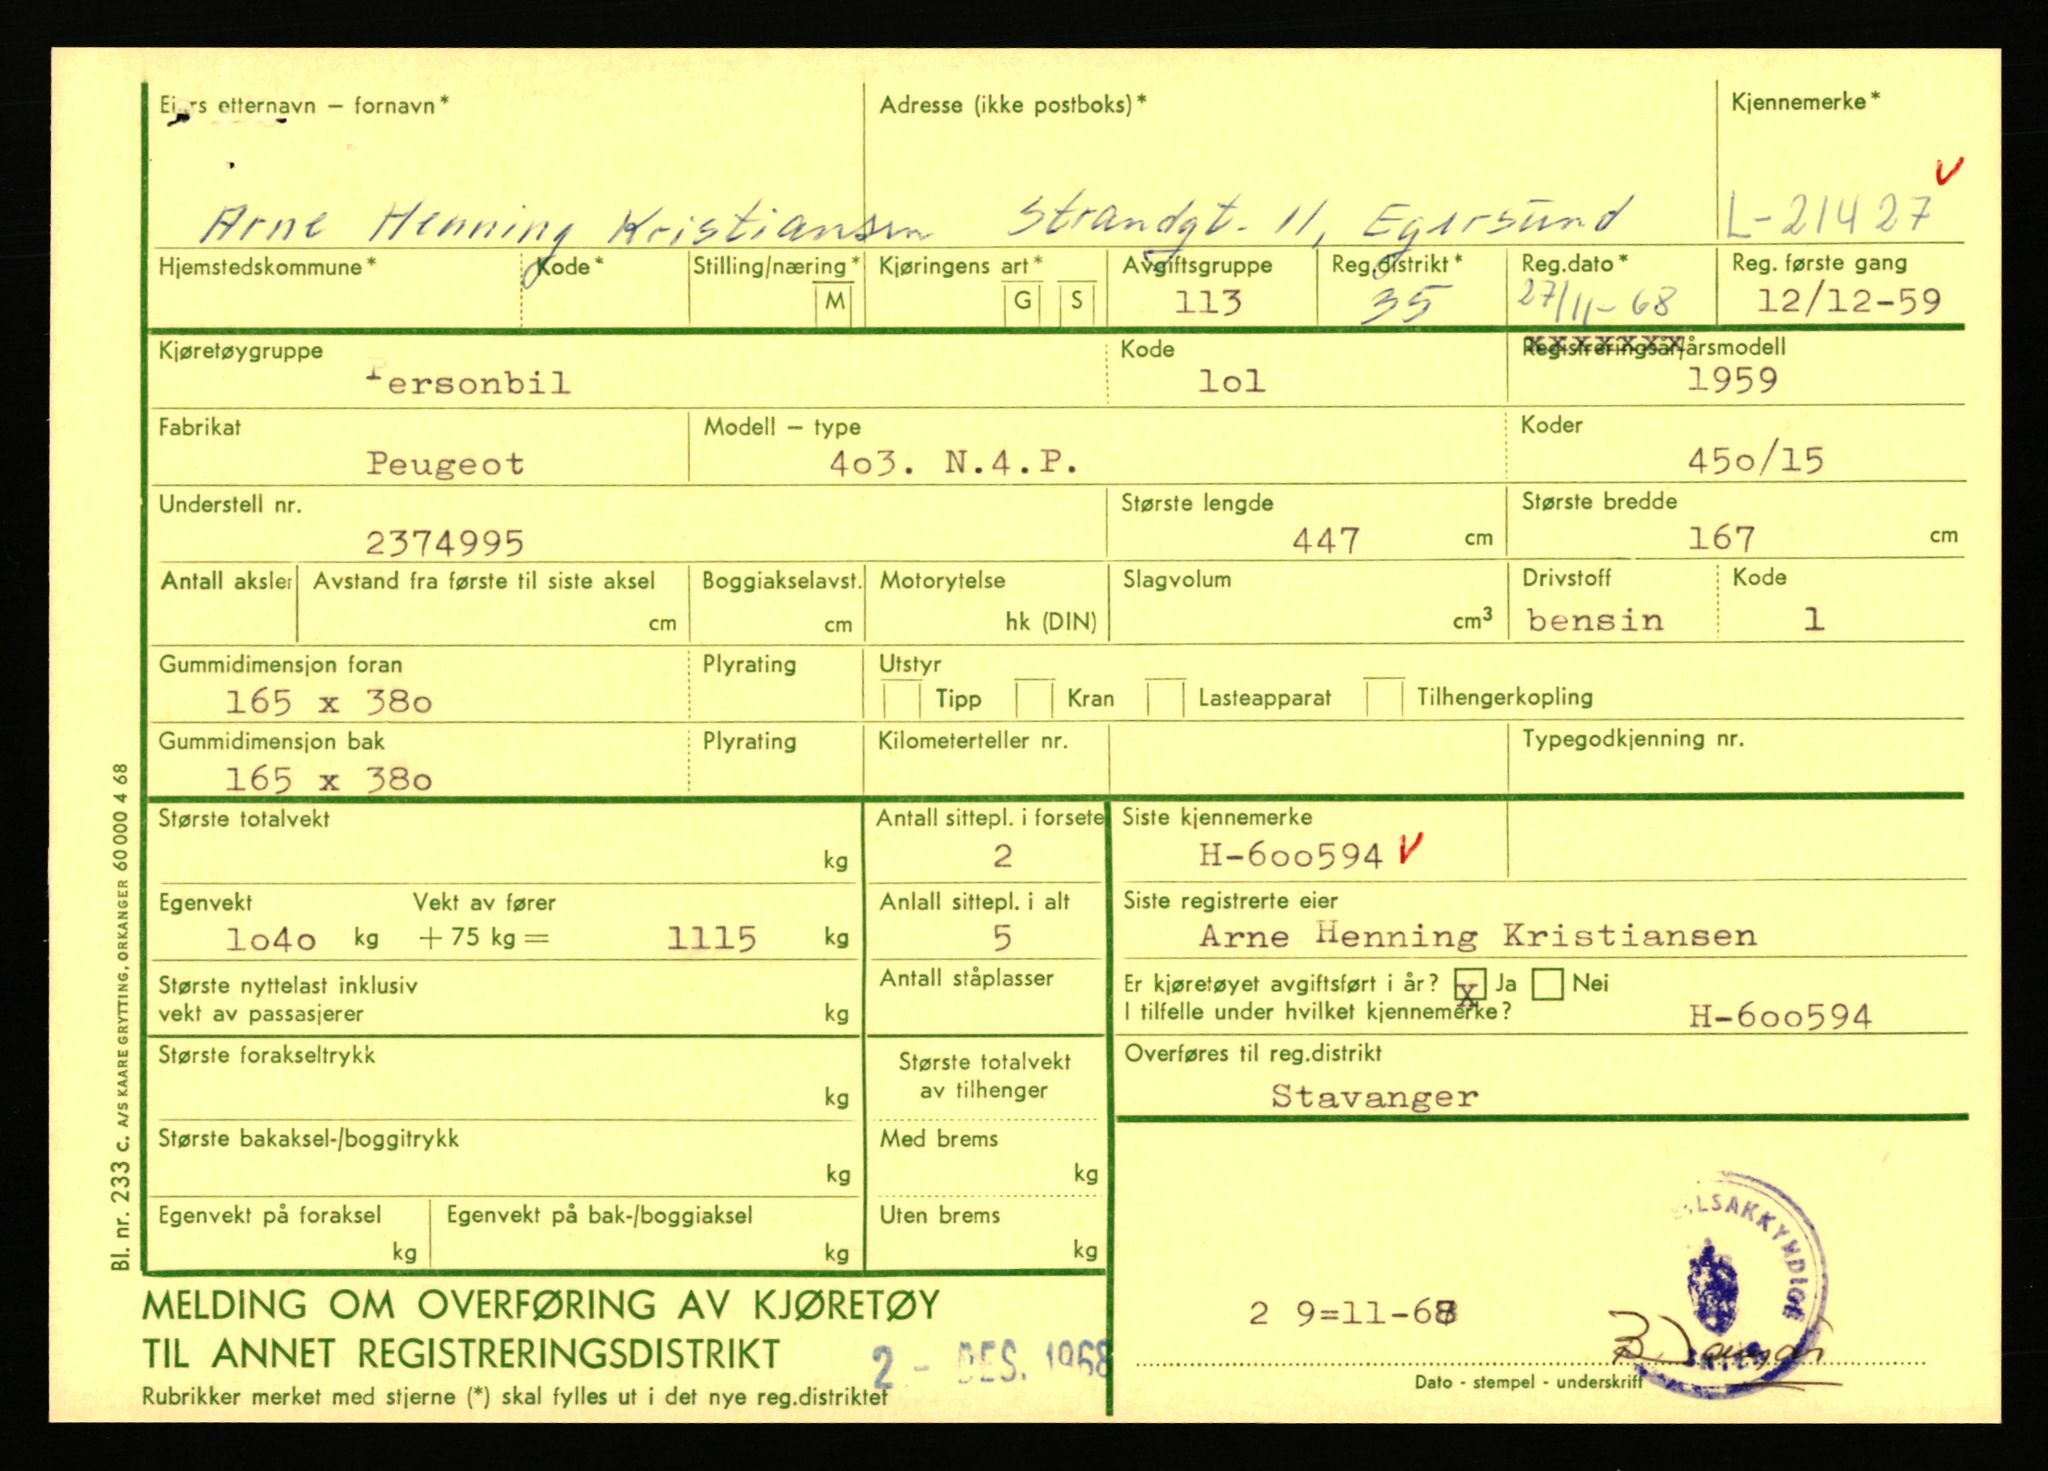 Eiers etternavn – fornavn* Adresse (ikke postboks)* Kjennemerke*
V
Arne Henning Kristiansen Strandgt. 11, Egersund L-21427
Hjemstedskommune* Kode* Stilling/næring* Kjøringens art* Avgiftsgruppe Reg.distrikt* Reg.dato* Reg. første gang
M G S 113 35 27/11-68 12/12-59
Kjøretøygruppe Kode Registreringsår/årsmodell
Personbil lol 1959
Fabrikat Modell – type Koder
Peugeot 4o3. N.4.P. 45o/15
Understell nr. Største lengde Største bredde
2374995 447 cm 167 cm
Antall aksler Avstand fra første til siste aksel Boggiakselavst. Motorytelse Slagvolum Drivstoff Kode
cm cm hk (DIN) cm³ bensin 1
Gummidimensjon foran Plyrating Utstyr
165 x 38o Tipp Kran Lasteapparat Tilhengerkopling
Gummidimensjon bak Plyrating Kilometerteller nr. Typegodkjenning nr.
165 x 38o
Største totalvekt Antall sittepl. i forsete Siste kjennemerke
kg 2 H-6oo594 V
Egenvekt Vekt av fører Anlall sittepl. i alt Siste registrerte eier
lo4o kg + 75 kg = 1115 kg 5 Arne Henning Kristiansen
Største nyttelast inklusiv Antall ståplasser Er kjøretøyet avgiftsført i år? X Ja Nei
vekt av passasjerer kg I tilfelle under hvilket kjennemerke? H-6oo594
Største forakseltrykk Største totalvekt Overføres til reg.distrikt
kg av tilhenger Stavanger
Største bakaksel-/boggitrykk Med brems
kg kg
Egenvekt på foraksel Egenvekt på bak-/boggiaksel Uten brems
kg kg kg
MELDING OM OVERFØRING AV KJØRETØY 2 9=11-68
TIL ANNET REGISTRERINGSDISTRIKT 2 - DES. 1968
Rubrikker merket med stjerne (*) skal fylles ut i det nye reg.distriktet Dato - stempel - underskrift
Bl. nr. 233 c. A/S KAARE GRYTTING, ORKANGER 60 000 4 68